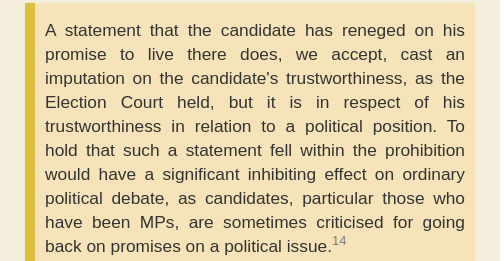 A statement that the candidate has reneged on his
promise to live there does, we accept, cast an
imputation on the candidate's trustworthiness, as the
Election Court held, but it is in respect of his
trustworthiness in relation to a political position. To
hold that such a statement fell within the prohibition
would have a significant inhibiting effect on ordinary
political debate, as candidates, particular those who
have been MPs, are sometimes criticised for going
back on promises on a political issue.14